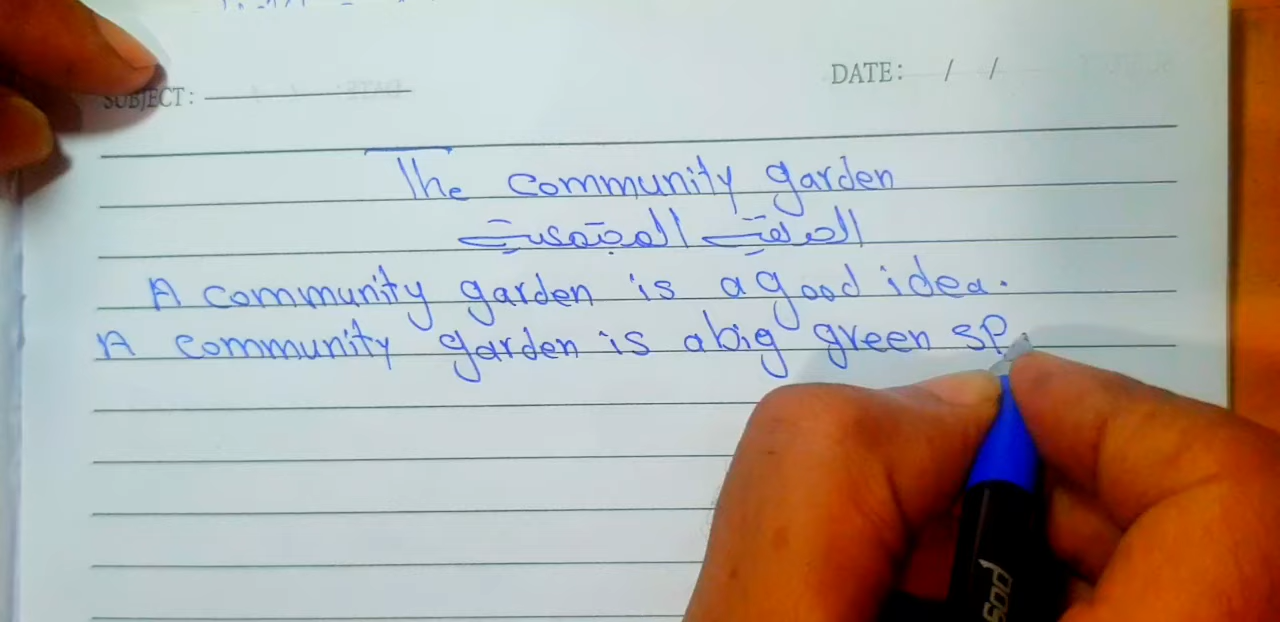 SUBJECT:
DATE: / /
The community garden
الحديقة المجتمعية
A community garden is a good idea.
A community garden is a big green sp